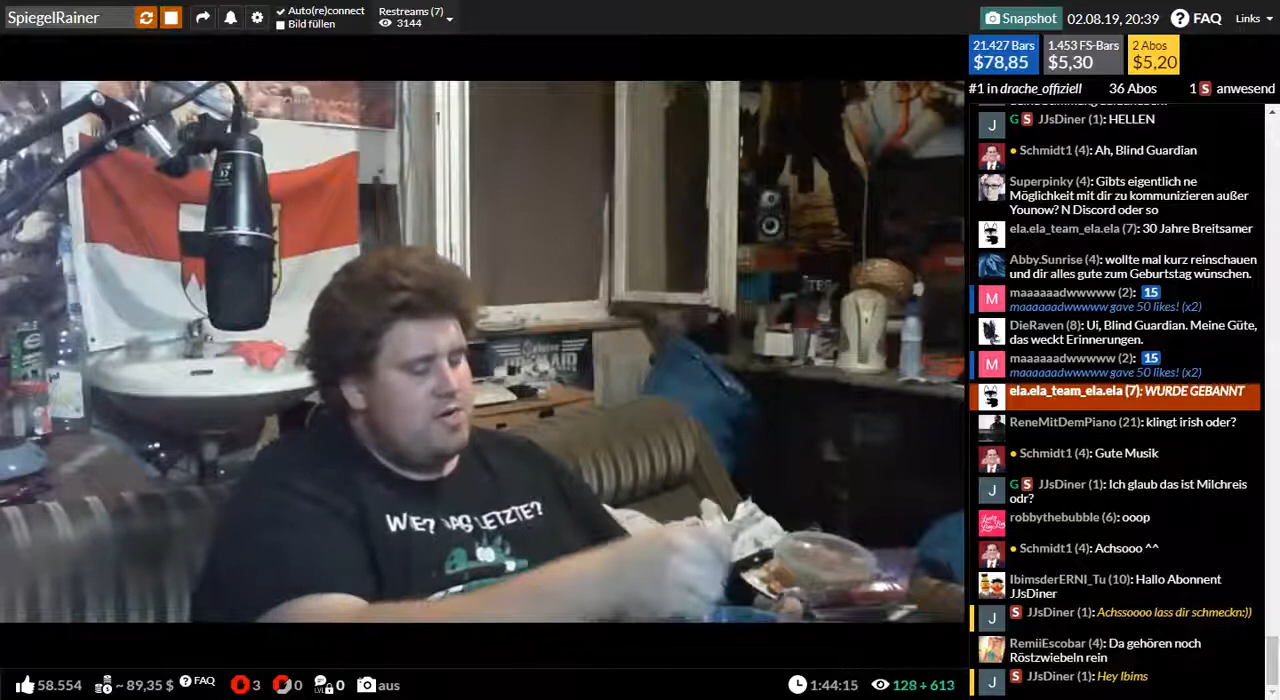 SpiegelRainer
Auto(re)connect
Bild füllen
Restreams (7)
3144
Snapshot
02.08.19, 20:39
FAQ
Links
21.427 Bars
$78,85
1.453 FS-Bars
$5,30
2 Abos
$5,20
#1 in drache_offiziell 36 Abos 1 S anwesend
J G S JJsDiner (1): HELLEN
Schmidt1 (4): Ah, Blind Guardian
Superpinky (4): Gibts eigentlich ne
Möglichkeit mit dir zu kommunizieren außer
Younow? N Discord oder so
ela.ela_team_ela.ela (7): 30 Jahre Breitsamer
Abby.Sunrise (4): wollte mal kurz reinschauen
und dir alles gute zum Geburtstag wünschen.
M maaaaaadwwwww (2): 15
maaaaaadwwwww gave 50 likes! (x2)
DieRaven (8): Ui, Blind Guardian. Meine Güte,
das weckt Erinnerungen.
M maaaaaadwwwww (2): 15
maaaaaadwwwww gave 50 likes! (x2)
ela.ela_team_ela.ela (7): WURDE GEBANNT
ReneMitDemPiano (21): klingt irish oder?
Schmidt1 (4): Gute Musik
J G S JJsDiner (1): Ich glaub das ist Milchreis
odr?
robbythebubble (6): ooop
Schmidt1 (4): Achsooo ^^
IbimsderERNI_Tu (10): Hallo Abonnent
JJsDiner
J S JJsDiner (1): Achssoooo lass dir schmeckn:))
RemiiEscobar (4): Da gehören noch
Röstzwiebeln rein
J S JJsDiner (1): Hey Ibims
WIE? LETZTE?
58.554
~ 89,35 $
FAQ
3
0
LVL
0
aus
1:44:15
128 + 613